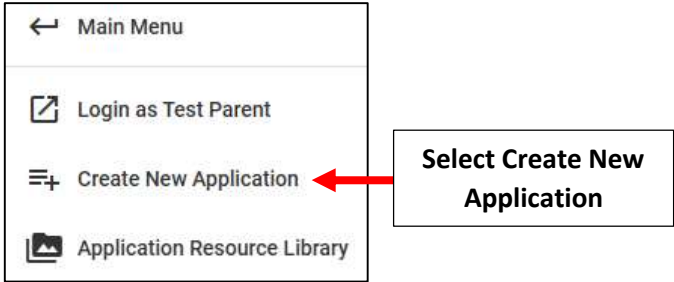 Main Menu
Login as Test Parent
Create New Application
Application Resource Library
Select Create New
Application